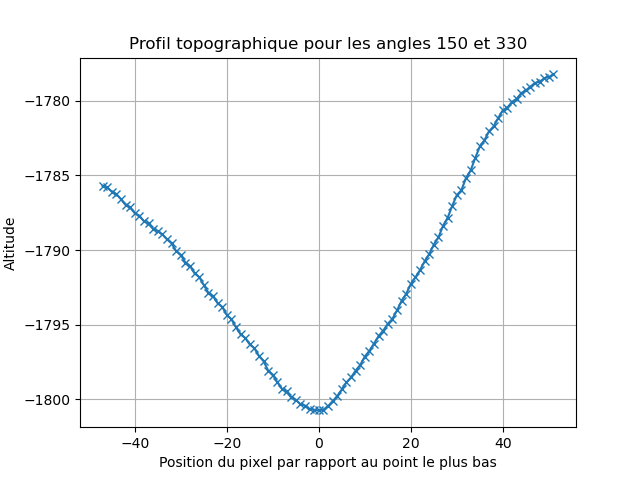 Profil topographique pour les angles 150 et 330
−1780
−1785
−1790
−1795
−1800
Altitude
−40 −20 0 20 40
Position du pixel par rapport au point le plus bas